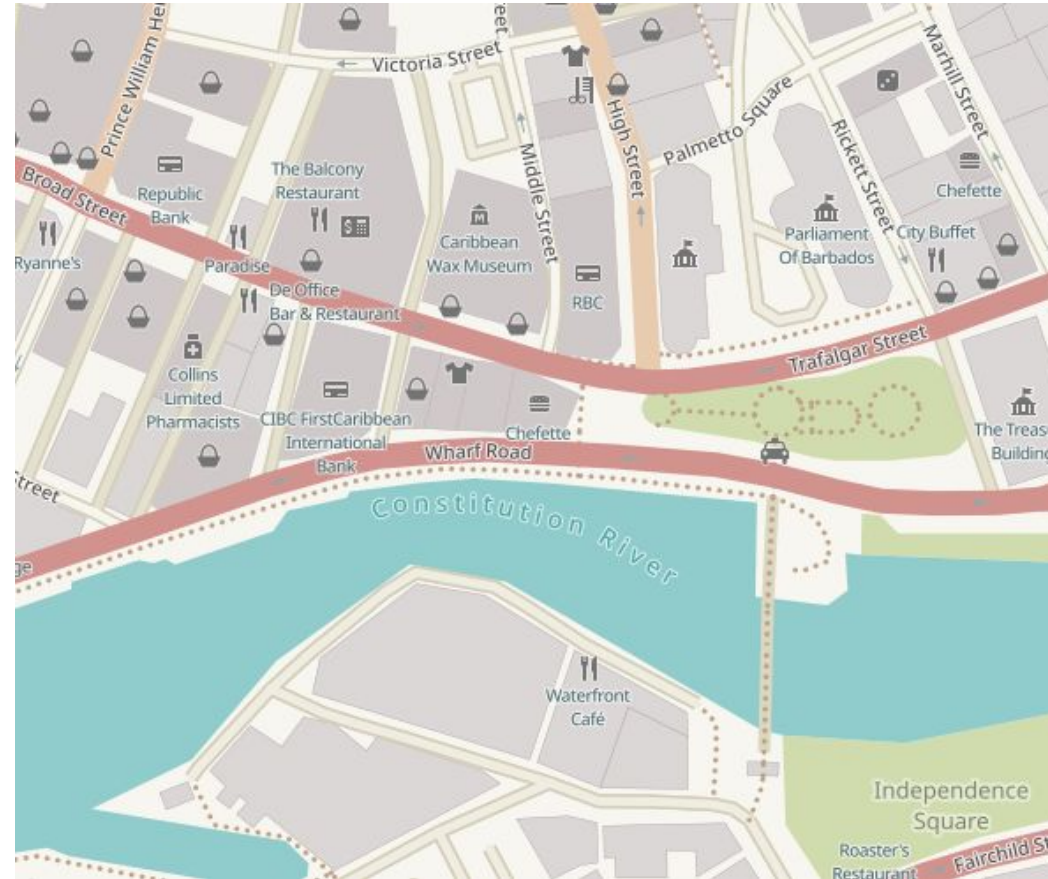 Prince William He
Victoria Street
Middle Street
High Street
Palmetto Square
Marhill Street
Rickett Street
Broad Street
Republic
Bank
The Balcony
Restaurant
Ryanne's
Paradise
De Office
Bar & Restaurant
M
Caribbean
Wax Museum
RBC
Parliament
Of Barbados
City Buffet
Chefette
$
Collins
Limited
Pharmacists
CIBC FirstCaribbean
International
Bank
Chefette
Wharf Road
Trafalgar Street
The Treas
Building
Street
ge
Constitution River
Waterfront
Café
Independence
Square
Roaster's
Restaurant
Fairchild St